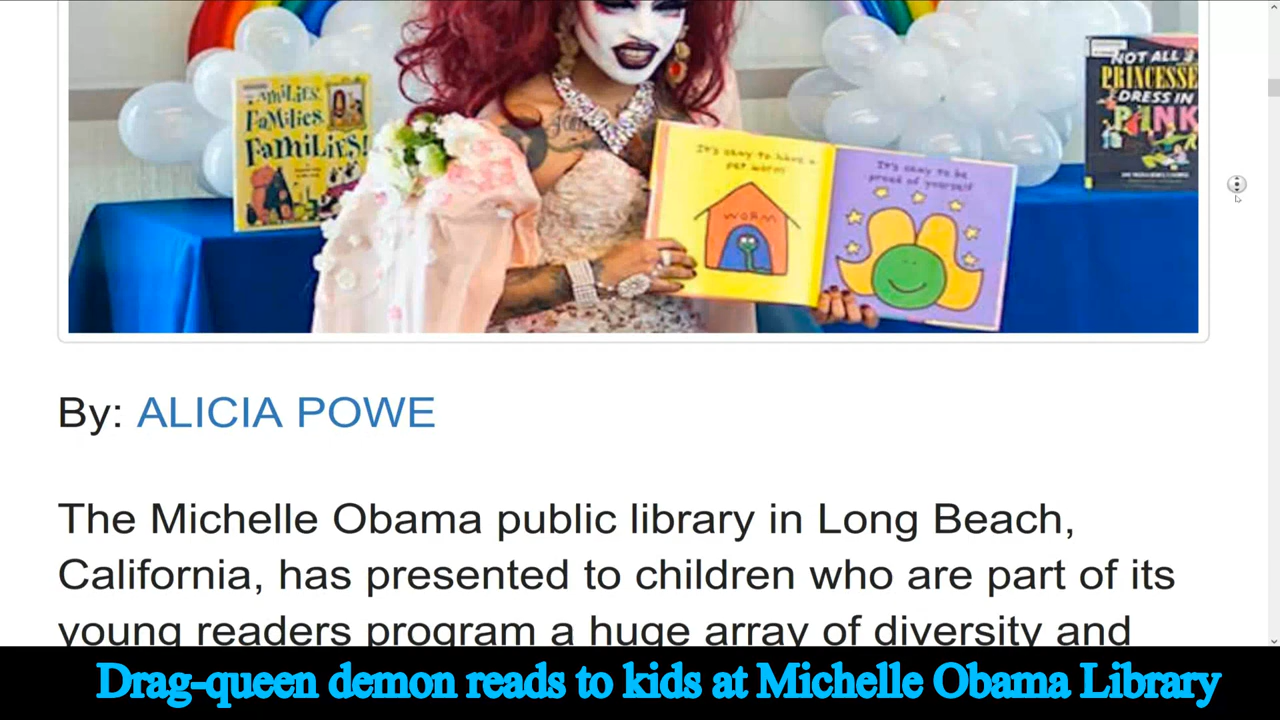 FamiLies,
FamiLies,
FamiLies!
It's okay to have a
pet worm
WORM
It's okay to be
proud of yourself
NOT ALL
PRINCESSES
DRESS IN
PINK
By: ALICIA POWE
The Michelle Obama public library in Long Beach,
California, has presented to children who are part of its
young readers program a huge array of diversity and
Drag-queen demon reads to kids at Michelle Obama Library